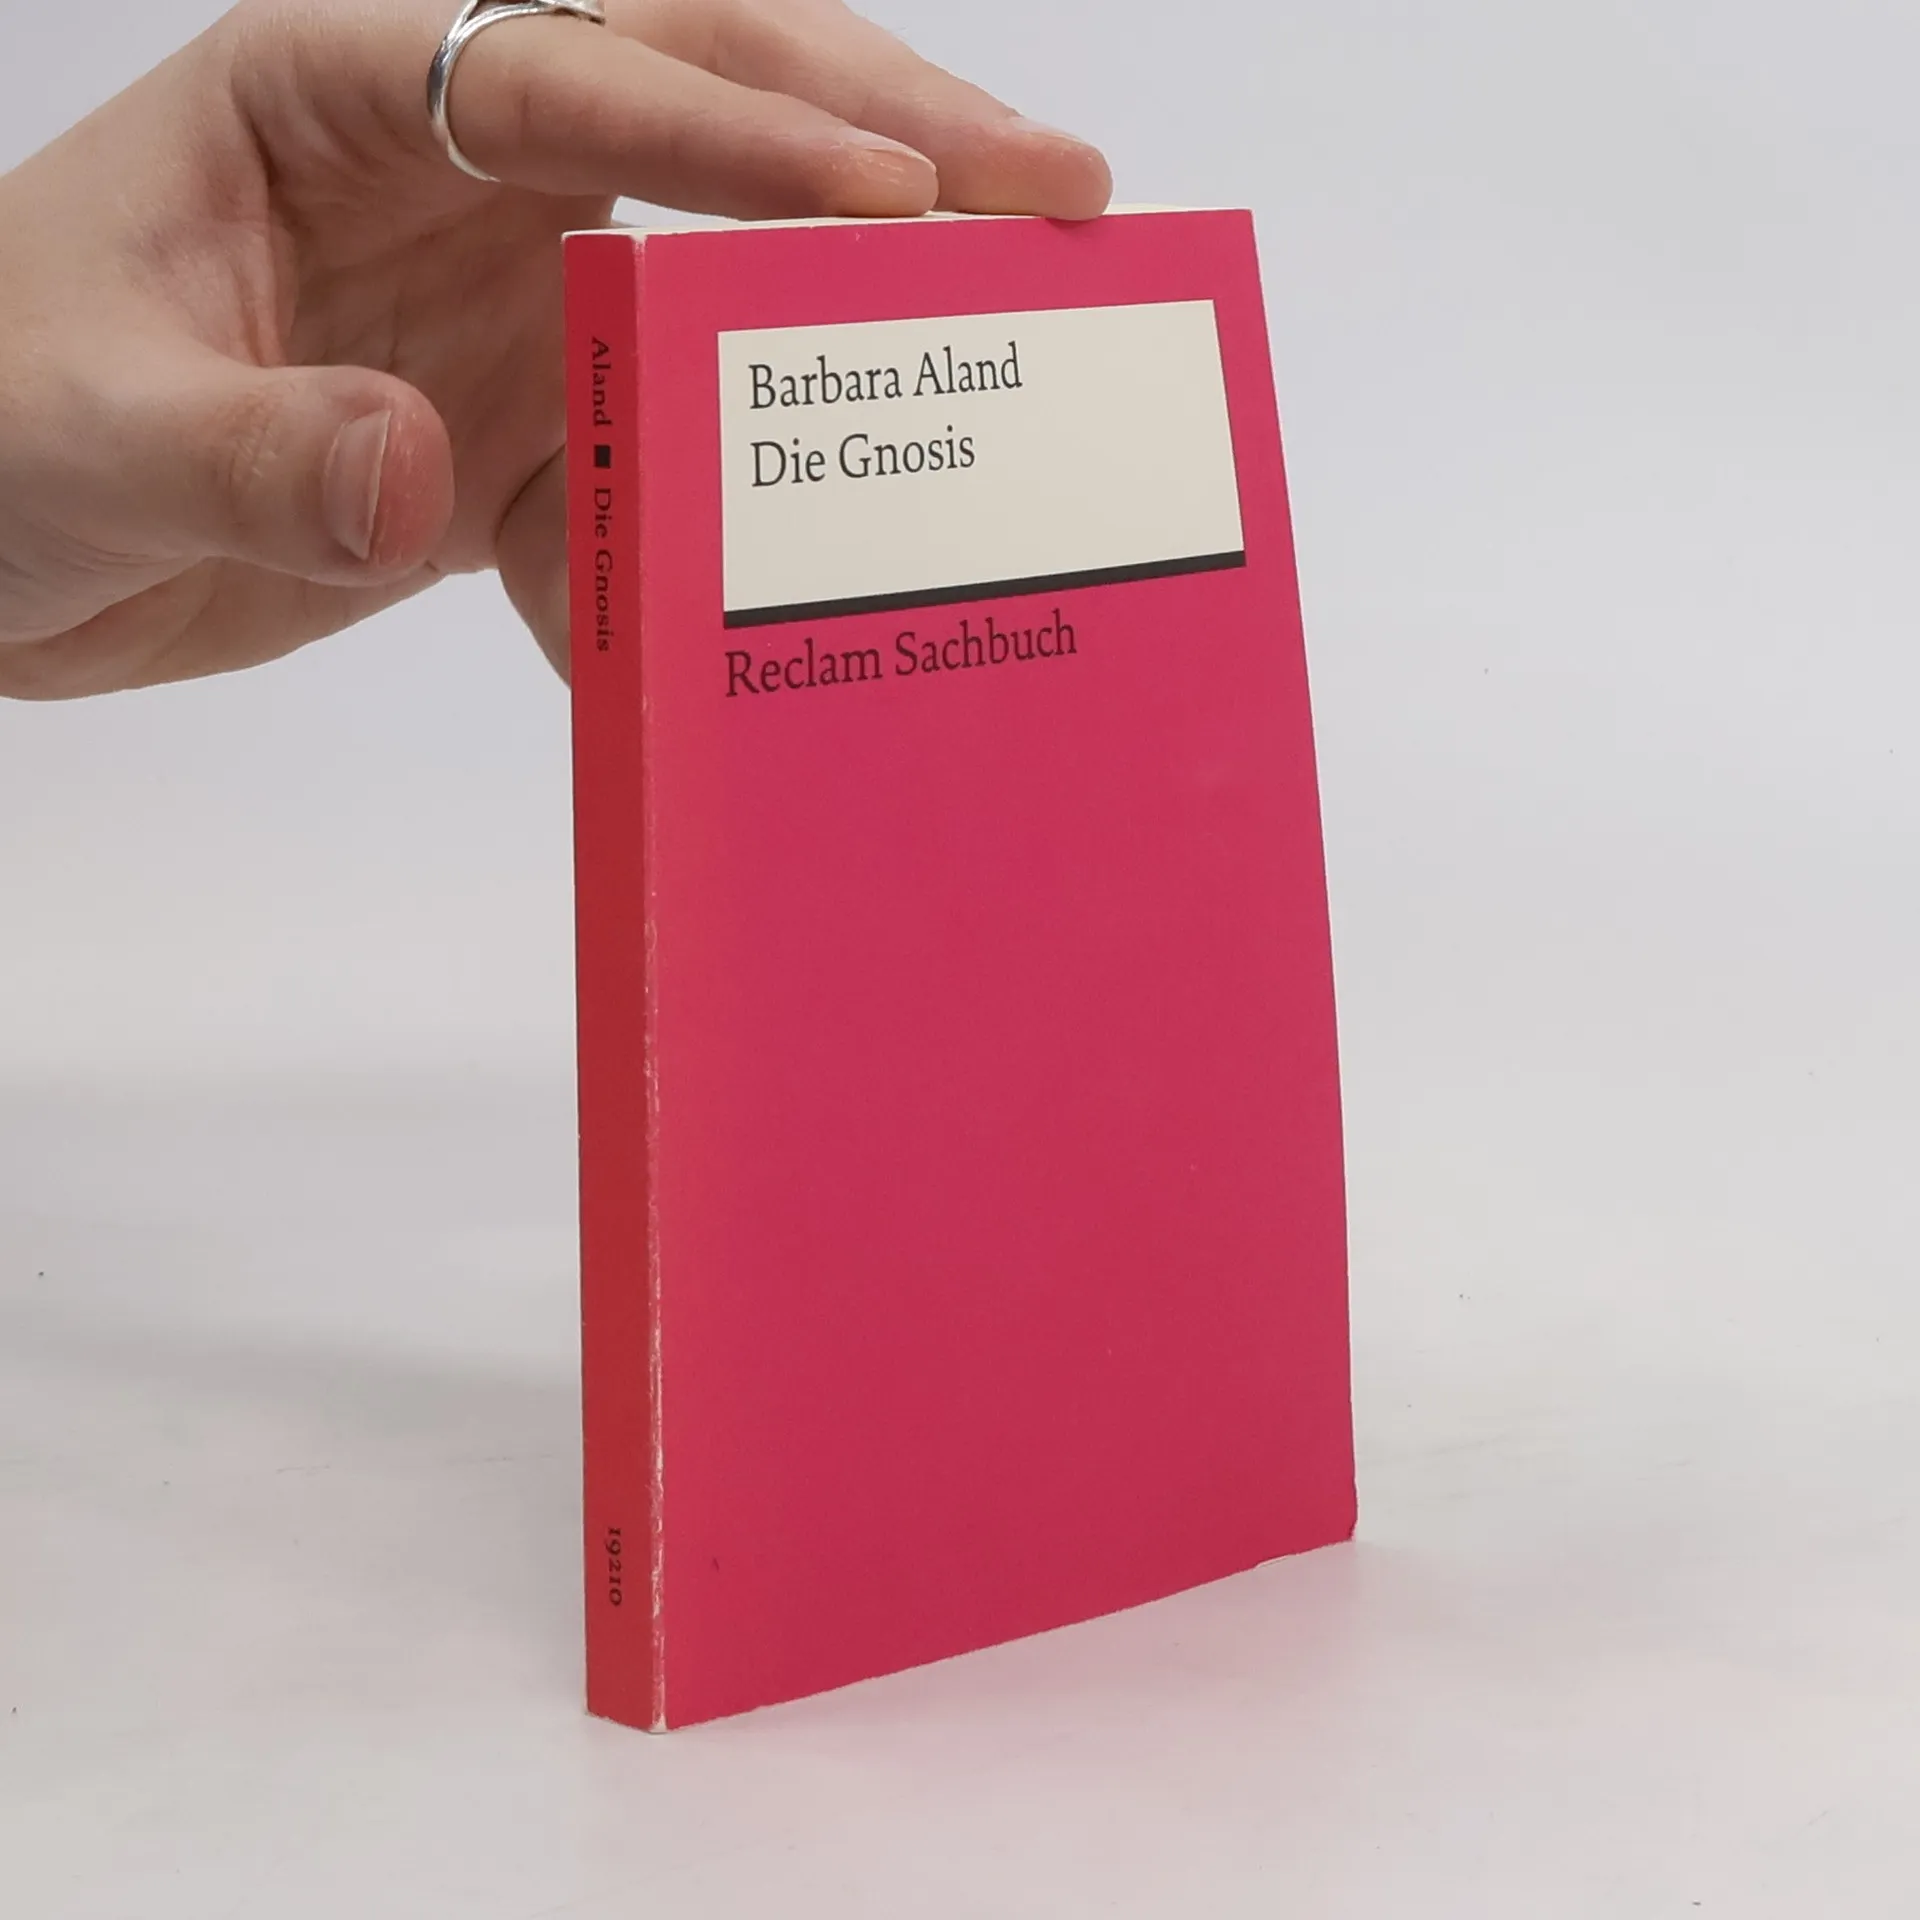 Barbara Aland
Die Gnosis
Reclam Sachbuch
Aland ■ Die Gnosis
19210